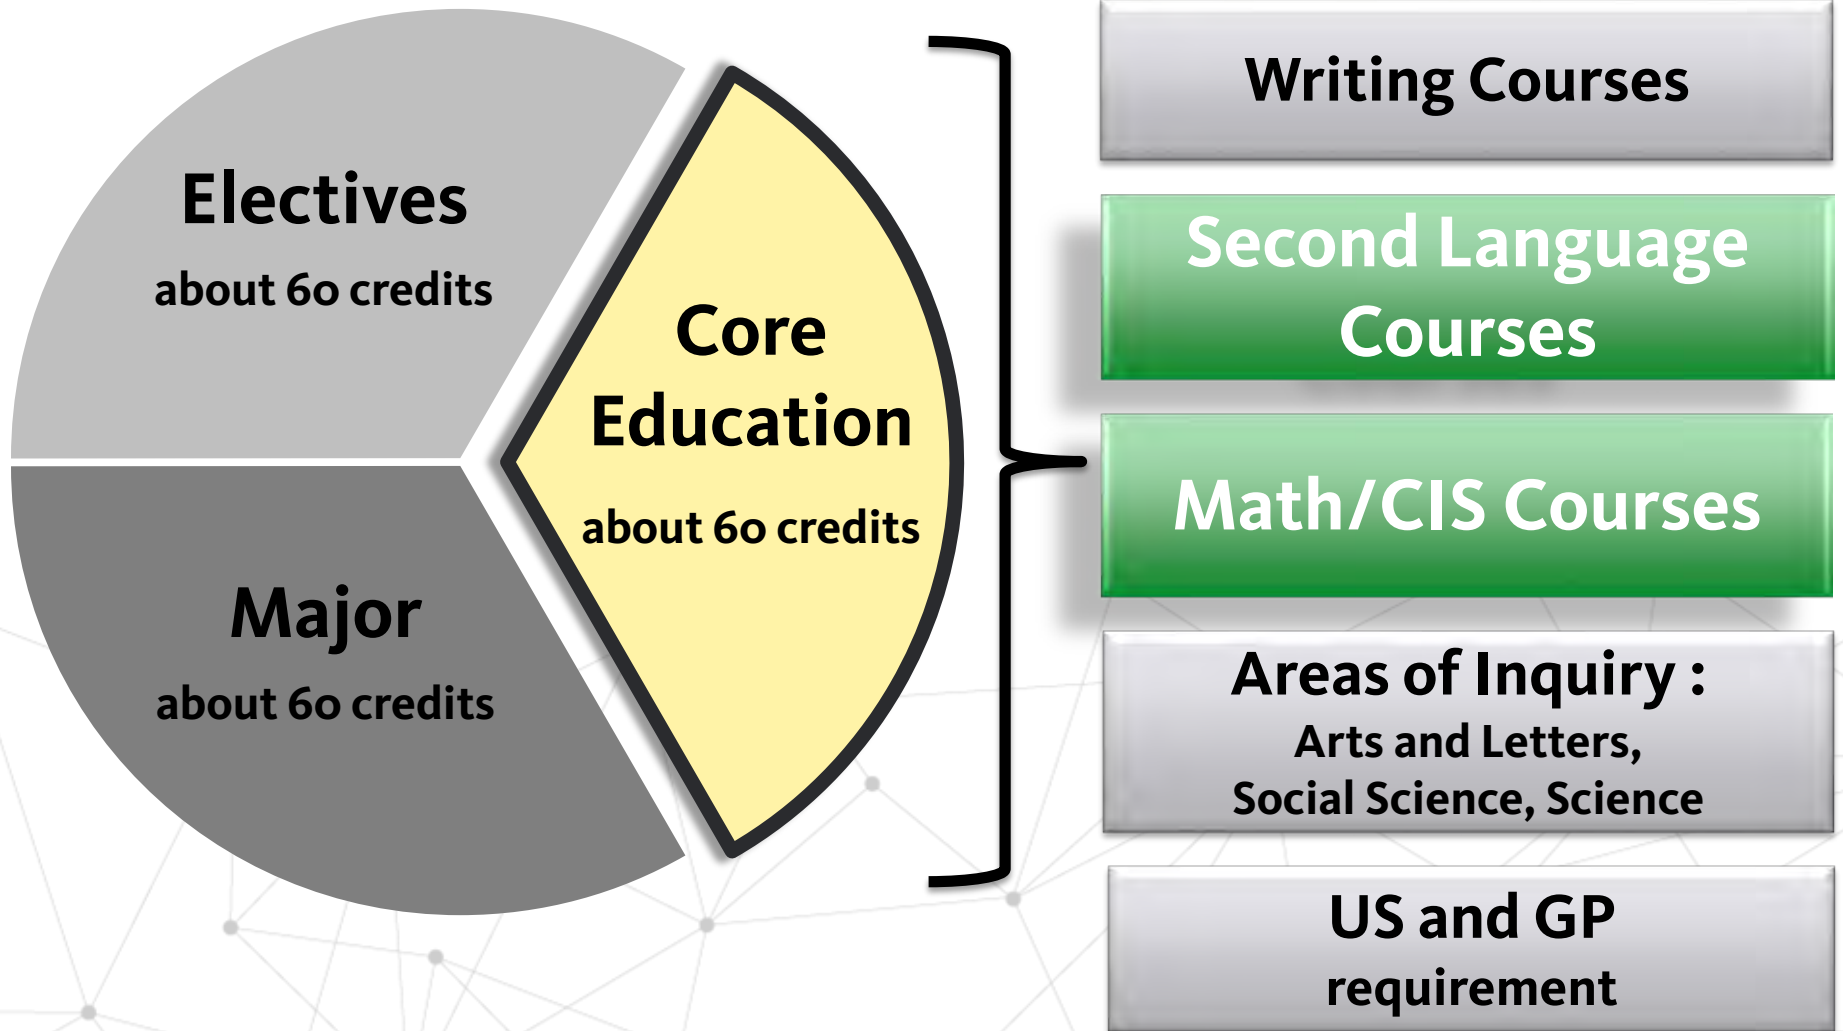 Electives
about 60 credits
Core
Education
about 60 credits
Major
about 60 credits
Writing Courses
Second Language
Courses
Math/CIS Courses
Areas of Inquiry :
Arts and Letters,
Social Science, Science
US and GP
requirement